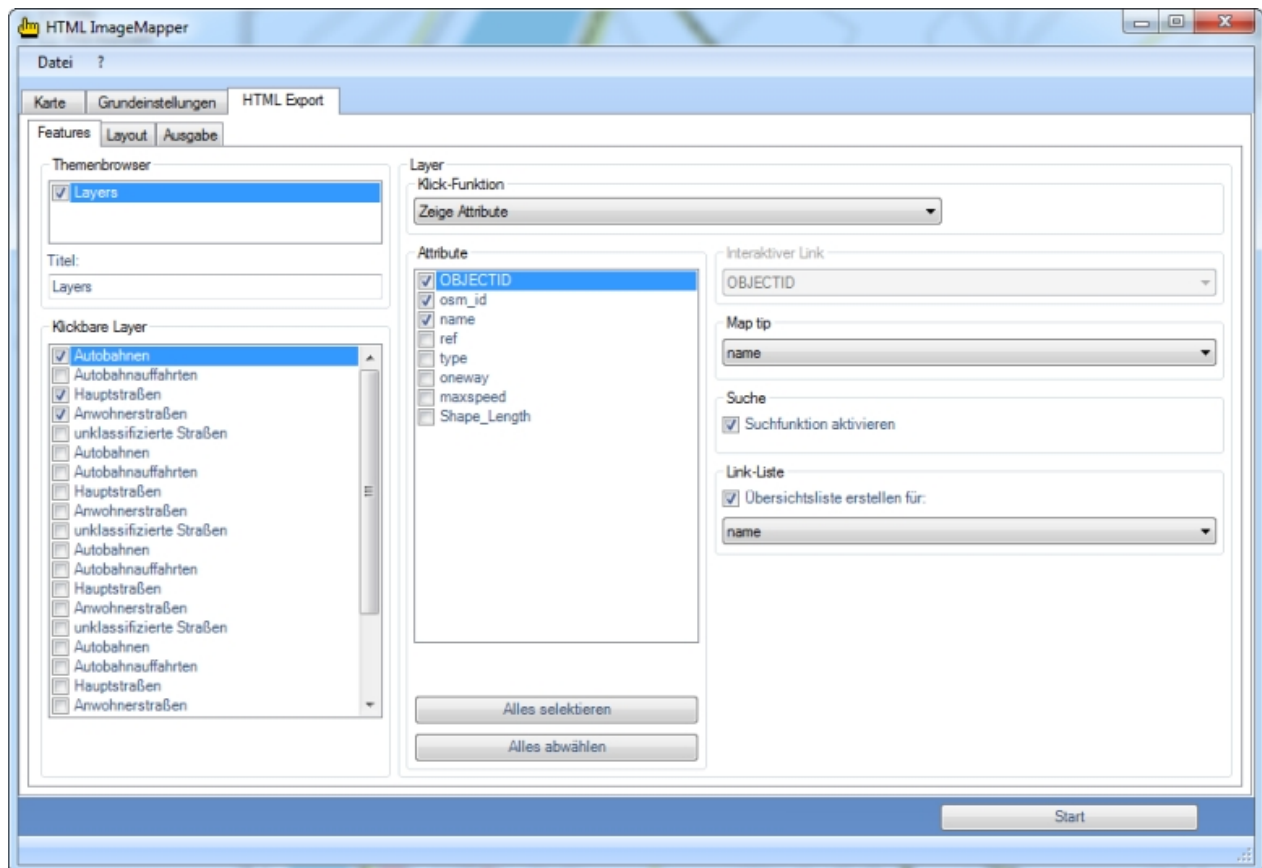 HTML ImageMapper
Datei ?
Karte Grundeinstellungen HTML Export
Features Layout Ausgabe
Themenbrowser
Layers
Titel:
Layers
Klickbare Layer
Autobahnen
Autobahnauffahrten
Hauptstraßen
Anwohnerstraßen
unklassifizierte Straßen
Autobahnen
Autobahnauffahrten
Hauptstraßen
Anwohnerstraßen
unklassifizierte Straßen
Autobahnen
Autobahnauffahrten
Hauptstraßen
Anwohnerstraßen
unklassifizierte Straßen
Autobahnen
Autobahnauffahrten
Hauptstraßen
Anwohnerstraßen
Layer
Klick-Funktion
Zeige Attribute
Attribute
OBJECTID
osm_id
name
ref
type
oneway
maxspeed
Shape_Length
Alles selektieren
Alles abwählen
Interaktiver Link
OBJECTID
Map tip
name
Suche
Suchfunktion aktivieren
Link-Liste
Übersichtsliste erstellen für:
name
Start